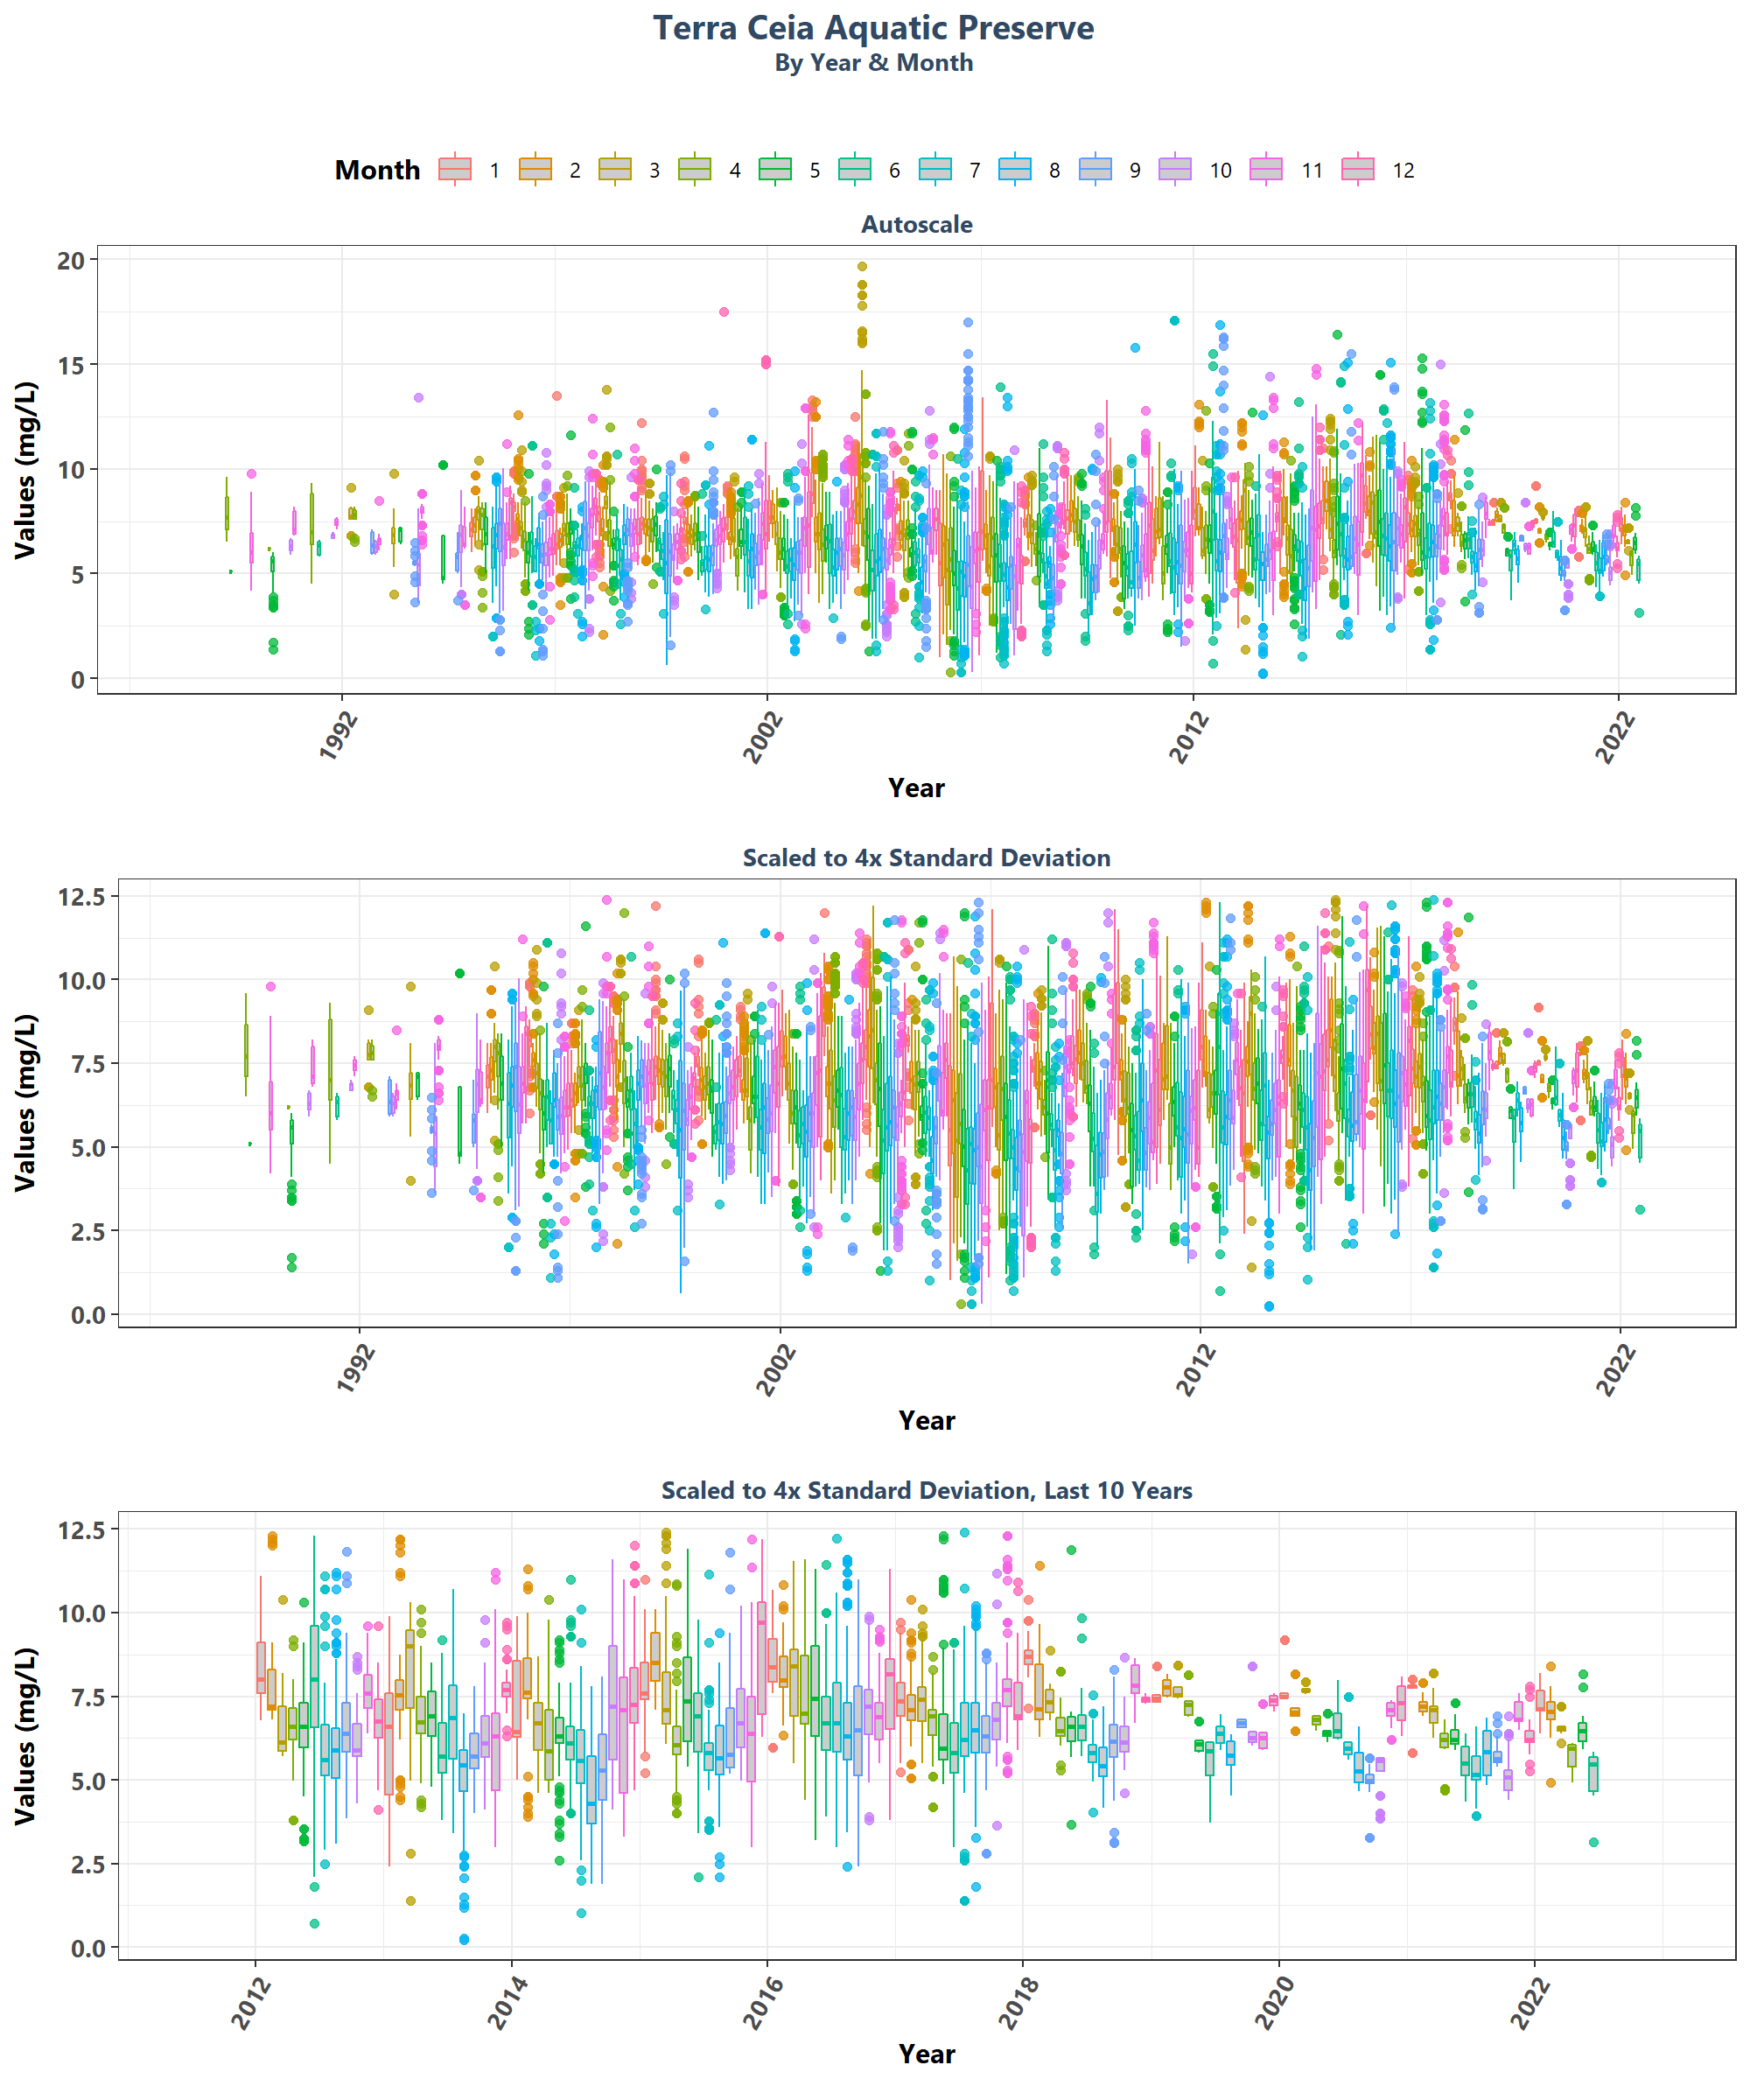 Terra Ceia Aquatic Preserve
By Year & Month
Month 1 2 3 4 5 6 7 8 9 10 11 12
Autoscale
20
15
10
5
0
Values (mg/L)
1992 2002 2012 2022
Year
Scaled to 4x Standard Deviation
12.5
10.0
7.5
5.0
2.5
0.0
Values (mg/L)
1992 2002 2012 2022
Year
Scaled to 4x Standard Deviation, Last 10 Years
12.5
10.0
7.5
5.0
2.5
0.0
Values (mg/L)
2012 2014 2016 2018 2020 2022
Year